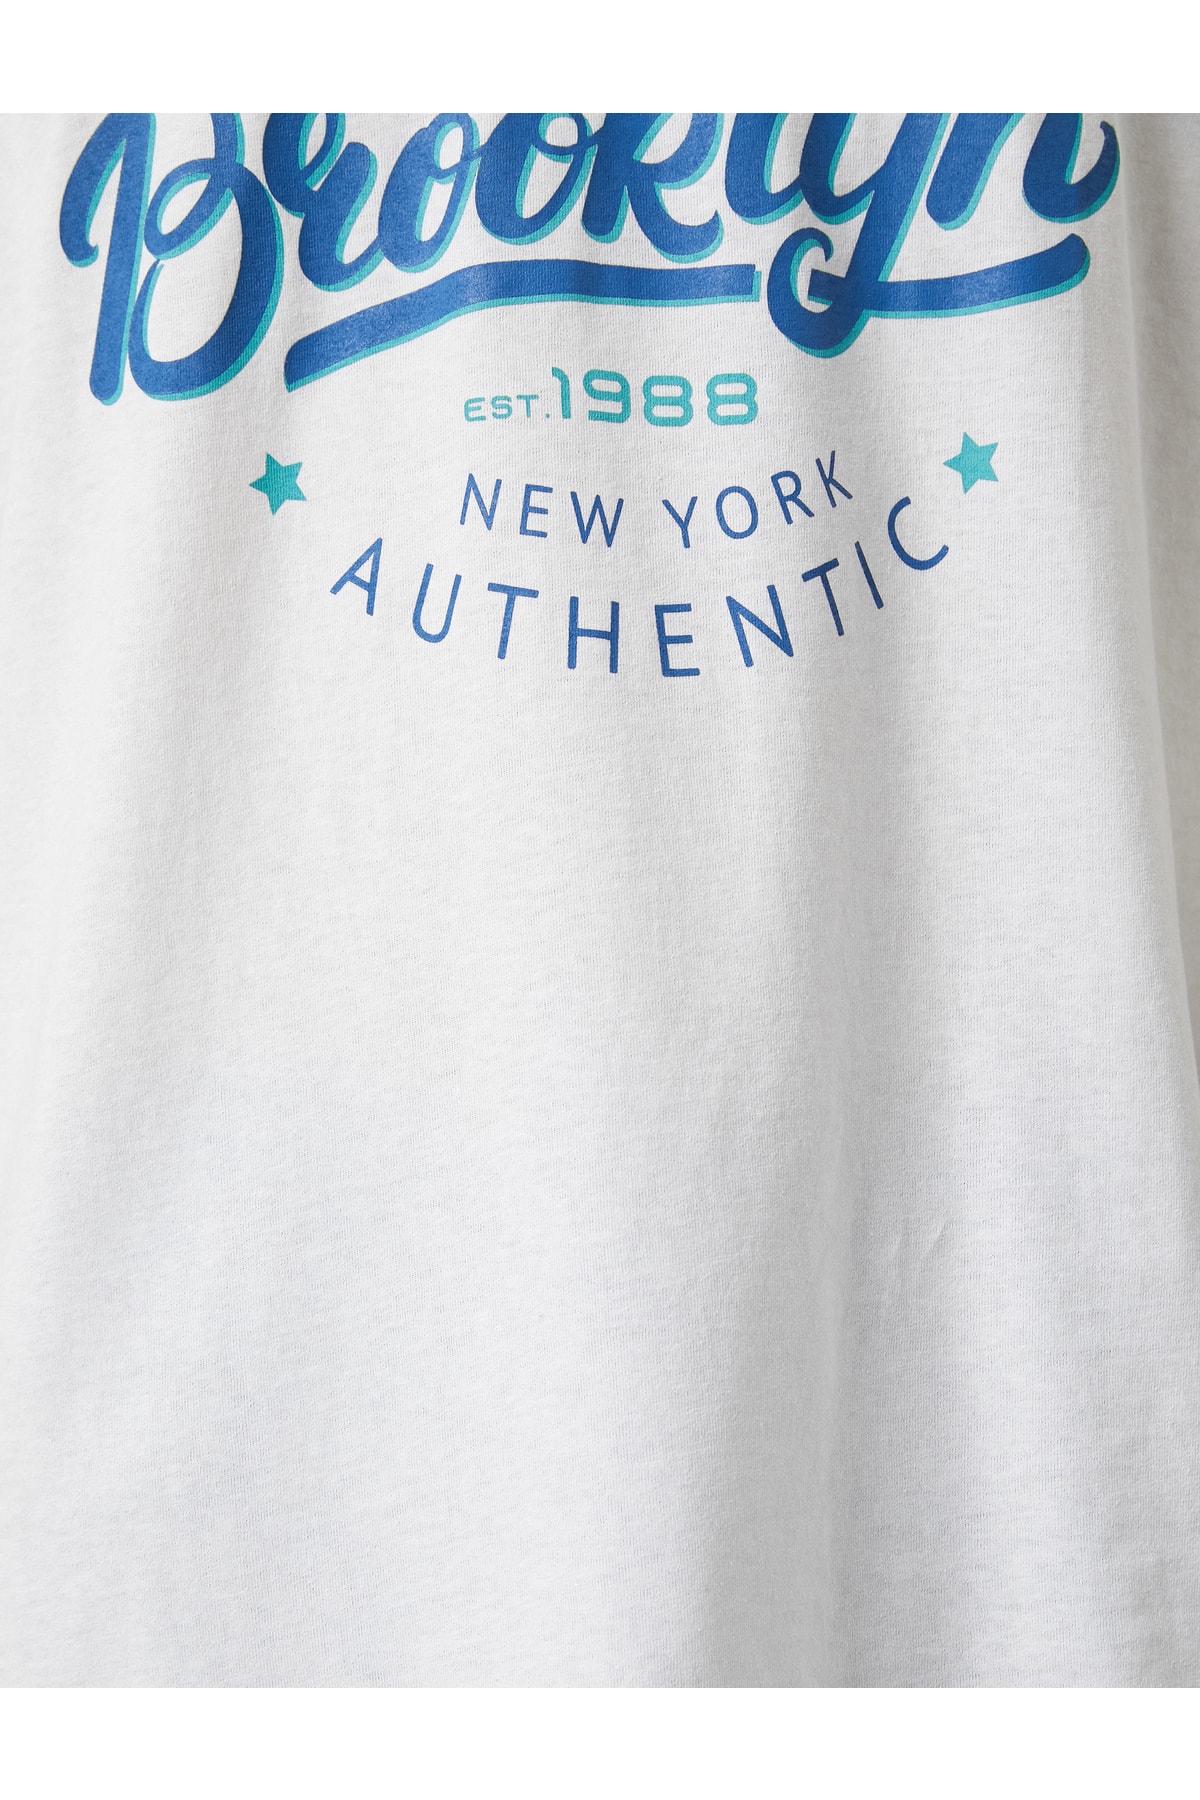 Brooklyn
EST. 1988
NEW YORK
AUTHENTIC